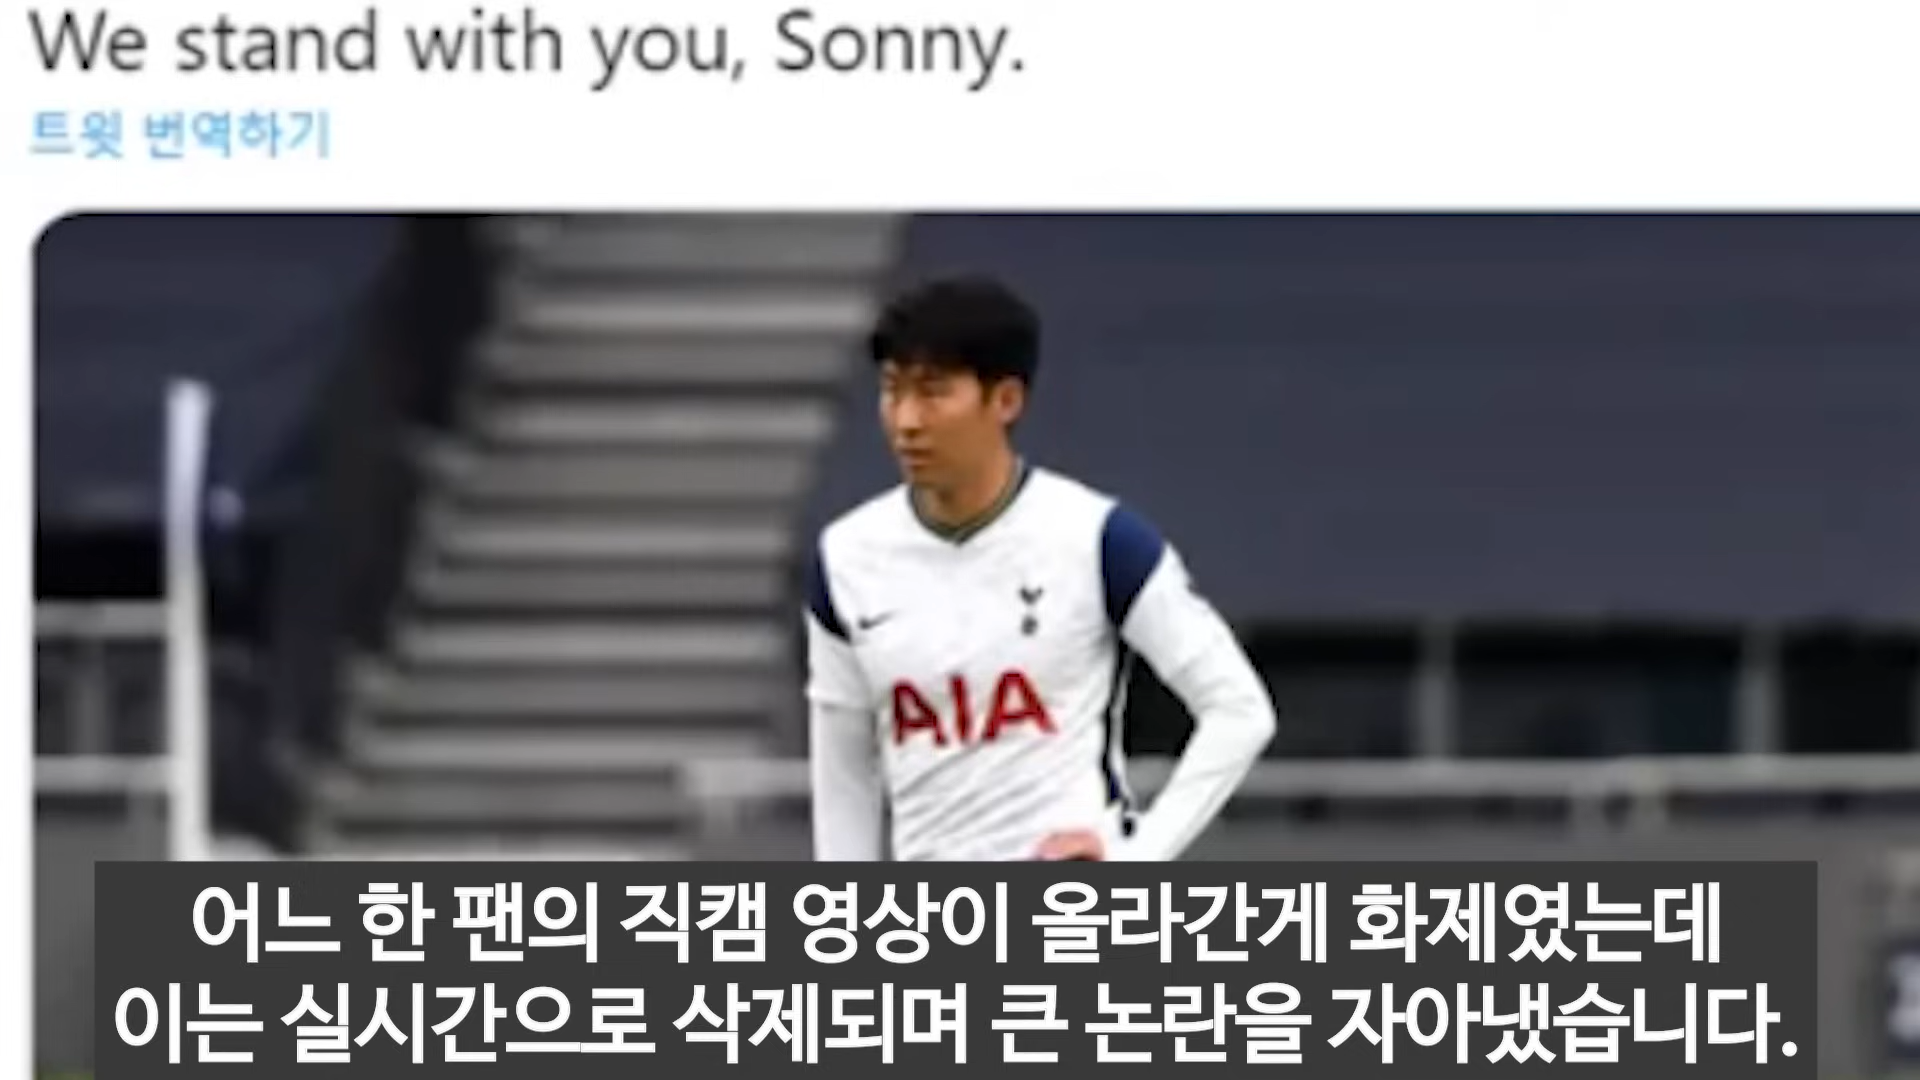 We stand with you, Sonny.
트윗 번역하기
AIA
어느 한 팬의 직캠 영상이 올라간게 화제였는데
이는 실시간으로 삭제되며 큰 논란을 자아냈습니다.